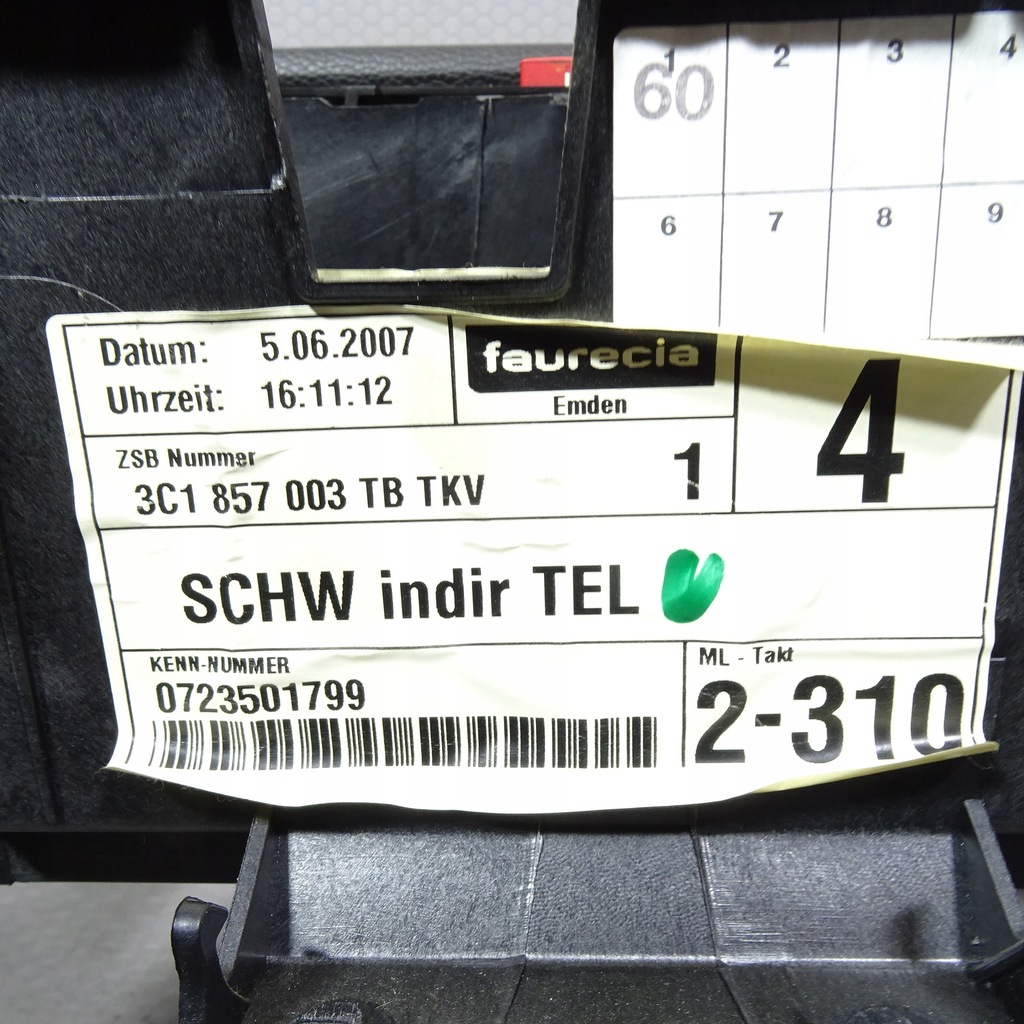 1 2 3 4
60
6 7 8 9
Datum: 5.06.2007
Uhrzeit: 16:11:12
faurecia
Emden
4
ZSB Nummer
3C1 857 003 TB TKV
1
SCHW indir TEL
KENN-NUMMER
0723501799
ML - Takt
2-310